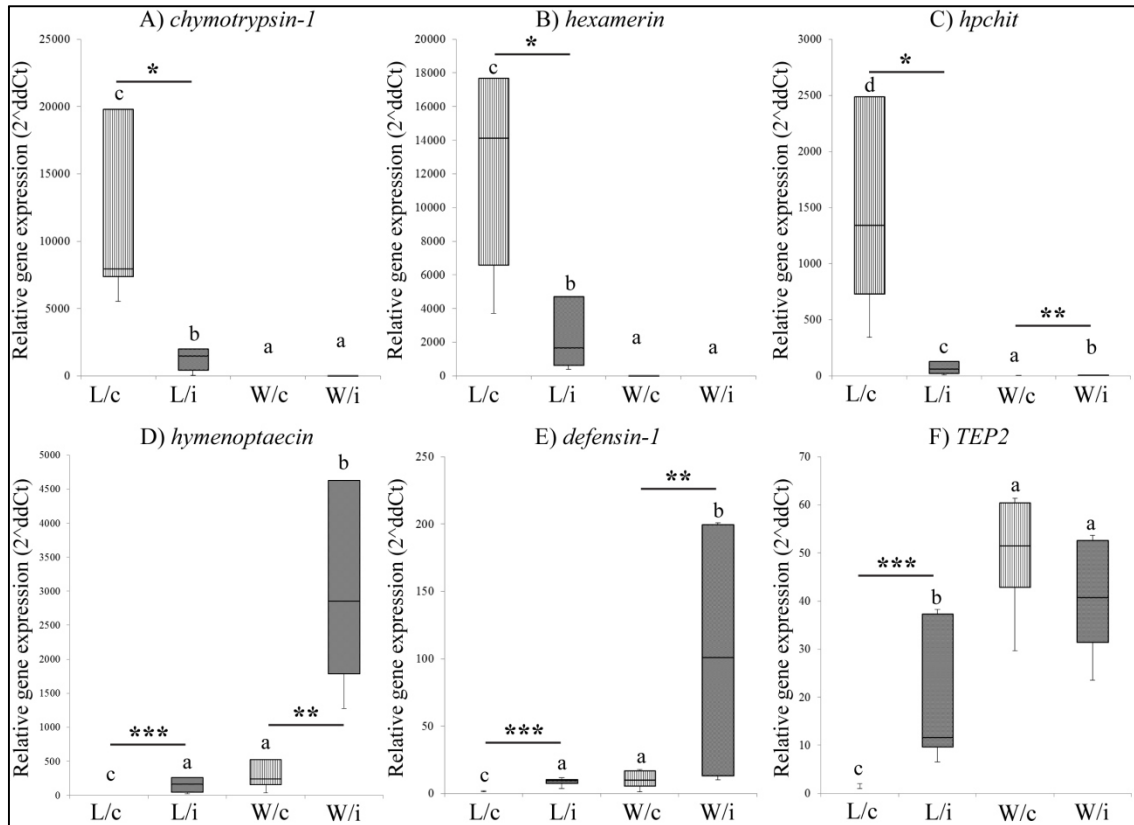 A) chymotrypsin-1
Relative gene expression (2^ddCt)
25000
20000
15000
10000
5000
0
*
c
b
a
a
L/c L/i W/c W/i
B) hexamerin
Relative gene expression (2^ddCt)
20000
18000
16000
14000
12000
10000
8000
6000
4000
2000
0
*
c
b
a
a
L/c L/i W/c W/i
C) hpchit
Relative gene expression (2^ddCt)
3000
2500
2000
1500
1000
500
0
*
d
c
**
a
b
L/c L/i W/c W/i
D) hymenoptaecin
Relative gene expression (2^ddCt)
5000
4500
4000
3500
3000
2500
2000
1500
1000
500
0
***
c
a
**
a
b
L/c L/i W/c W/i
E) defensin-1
Relative gene expression (2^ddCt)
250
200
150
100
50
0
***
c
a
**
a
b
L/c L/i W/c W/i
F) TEP2
Relative gene expression (2^ddCt)
70
60
50
40
30
20
10
0
***
c
b
a
a
L/c L/i W/c W/i